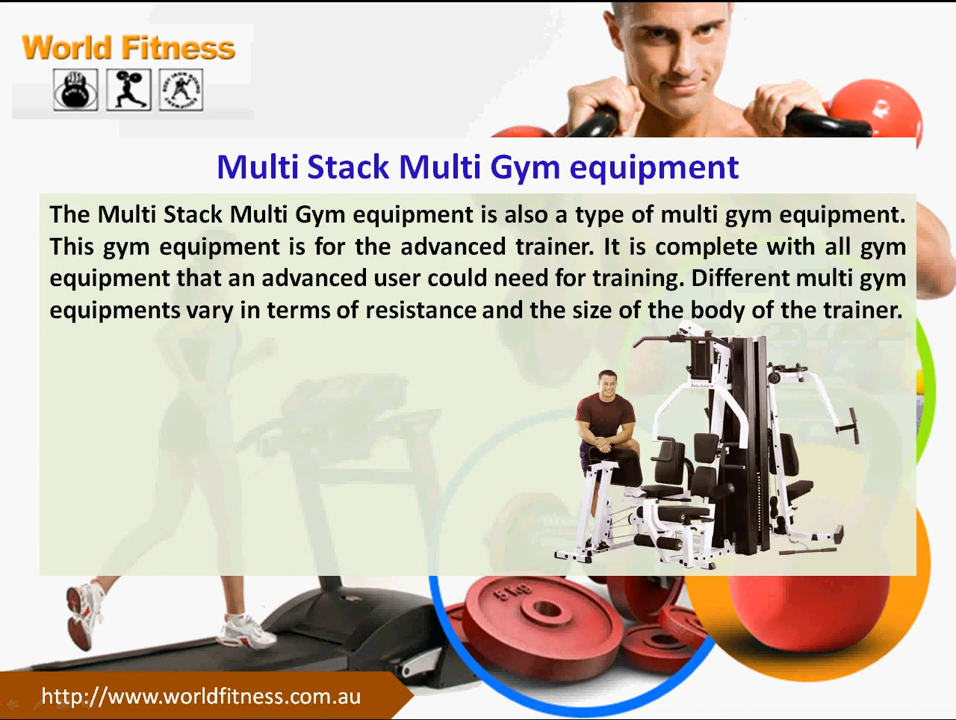 World Fitness
Multi Stack Multi Gym equipment
The Multi Stack Multi Gym equipment is also a type of multi gym equipment.
This gym equipment is for the advanced trainer. It is complete with all gym
equipment that an advanced user could need for training. Different multi gym
equipments vary in terms of resistance and the size of the body of the trainer.
5kg
http://www.worldfitness.com.au